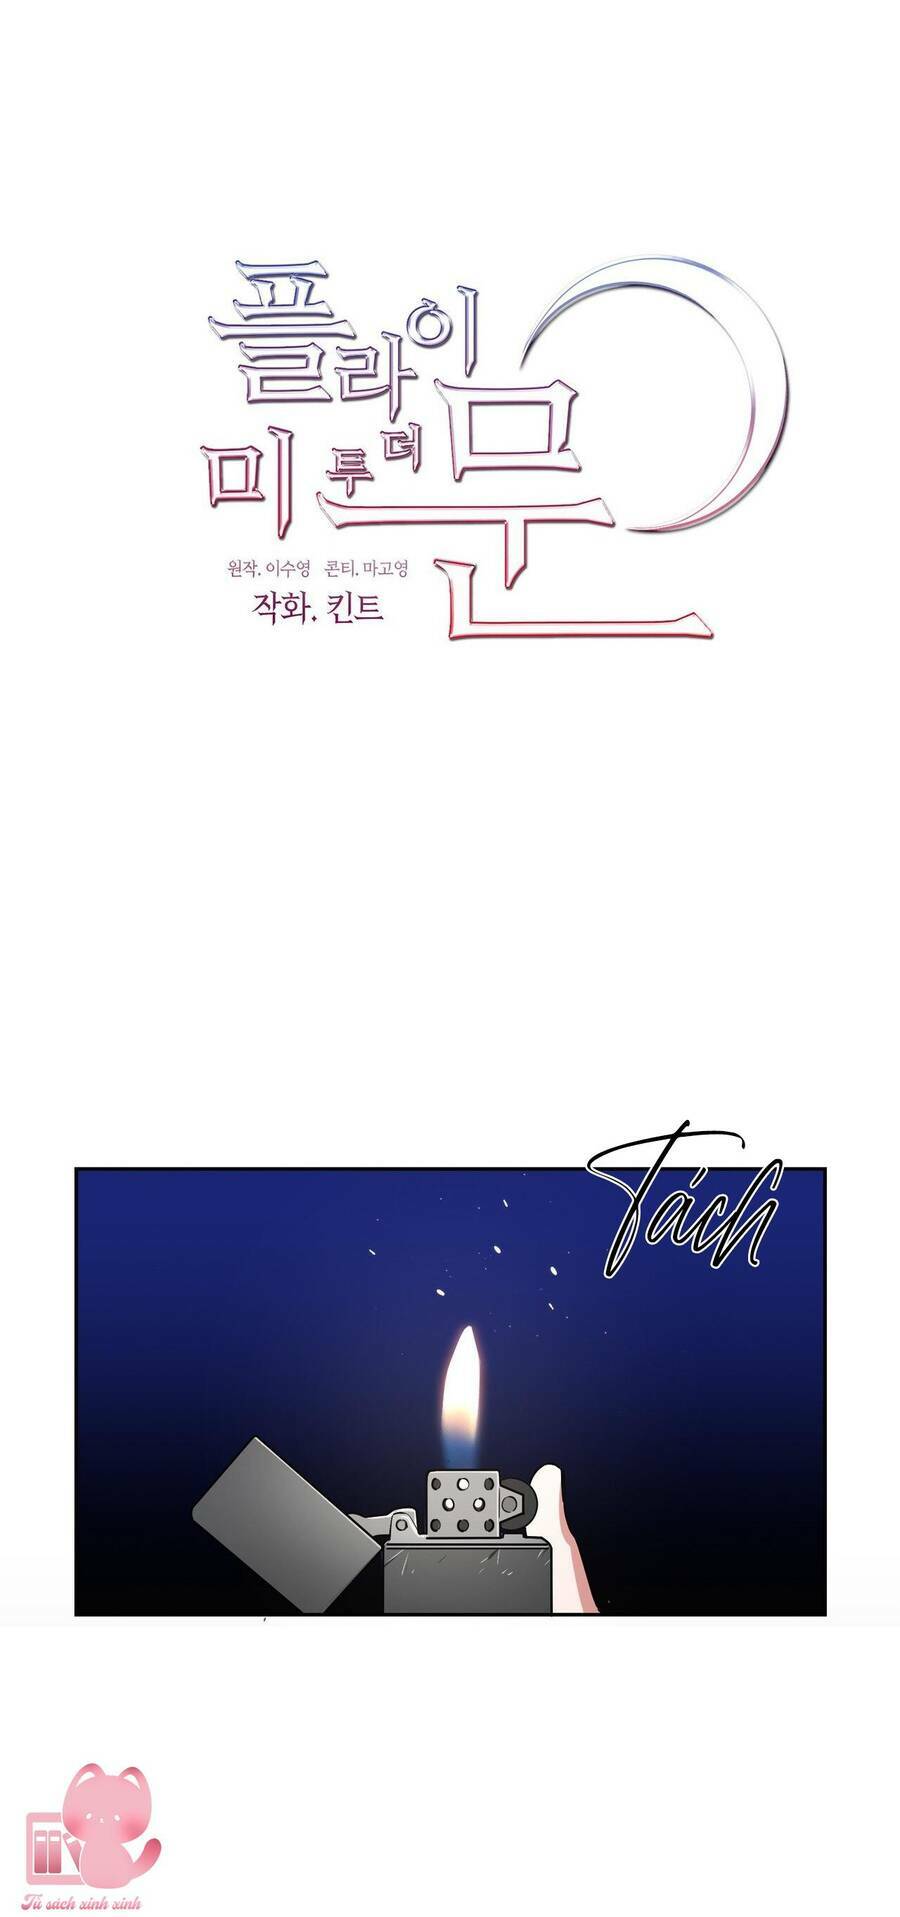 플라이
미 투 더 문
원작. 이수영 콘티. 마고영
작화. 킨트
Tách
Tủ sách xinh xinh